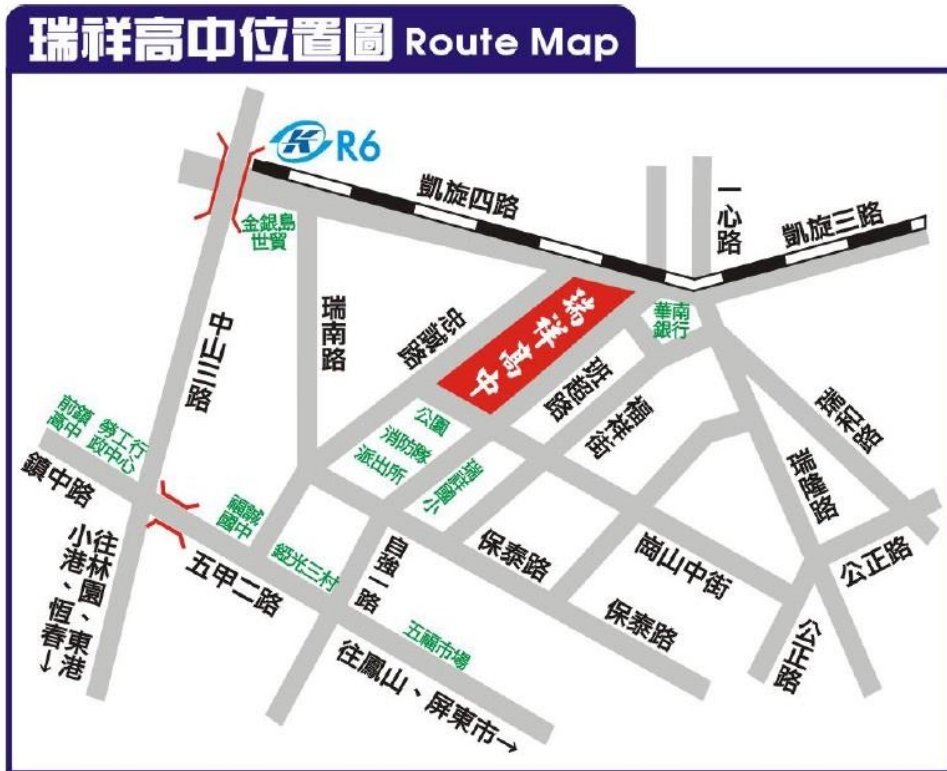 瑞祥高中位置圖 Route Map
R6
金銀島
世貿
凱旋四路
一心路
凱旋三路
中山三路
瑞南路
忠誠路
瑞祥高中
華南
銀行
班超路
福祥街
瑞和路
瑞隆路
公園
消防隊
派出所
瑞祥國小
前鎮
高中
勞工行
政中心
鎮中路
福誠
國中
鋞光三村
五甲二路
自強一路
保泰路
崗山中街
公正路
保泰路
公正路
往林園、東港
小港、恆春→
五福市場
往鳳山、屏東市→